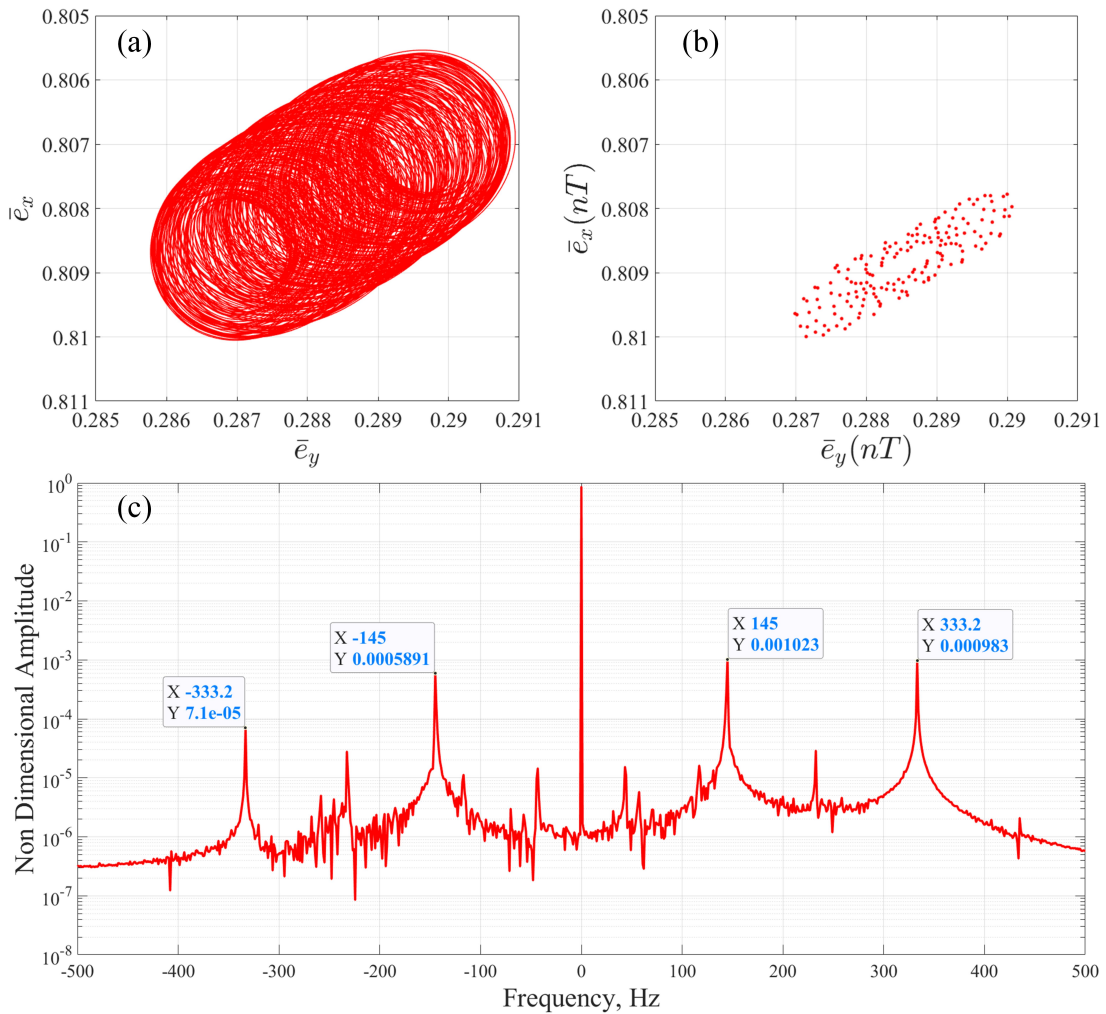 (a)
0.805
0.806
0.807
0.808
0.809
0.81
0.811
0.285 0.286 0.287 0.288 0.289 0.29 0.291
ēₓ
ē_y
(b)
0.805
0.806
0.807
0.808
0.809
0.81
0.811
0.285 0.286 0.287 0.288 0.289 0.29 0.291
ēₓ(nT)
ē_y(nT)
(c)
10⁰
10⁻¹
10⁻²
10⁻³
10⁻⁴
10⁻⁵
10⁻⁶
10⁻⁷
10⁻⁸
Non Dimensional Amplitude
X -333.2
Y 7.1e-05
X -145
Y 0.0005891
X 145
Y 0.001023
X 333.2
Y 0.000983
-500 -400 -300 -200 -100 0 100 200 300 400 500
Frequency, Hz